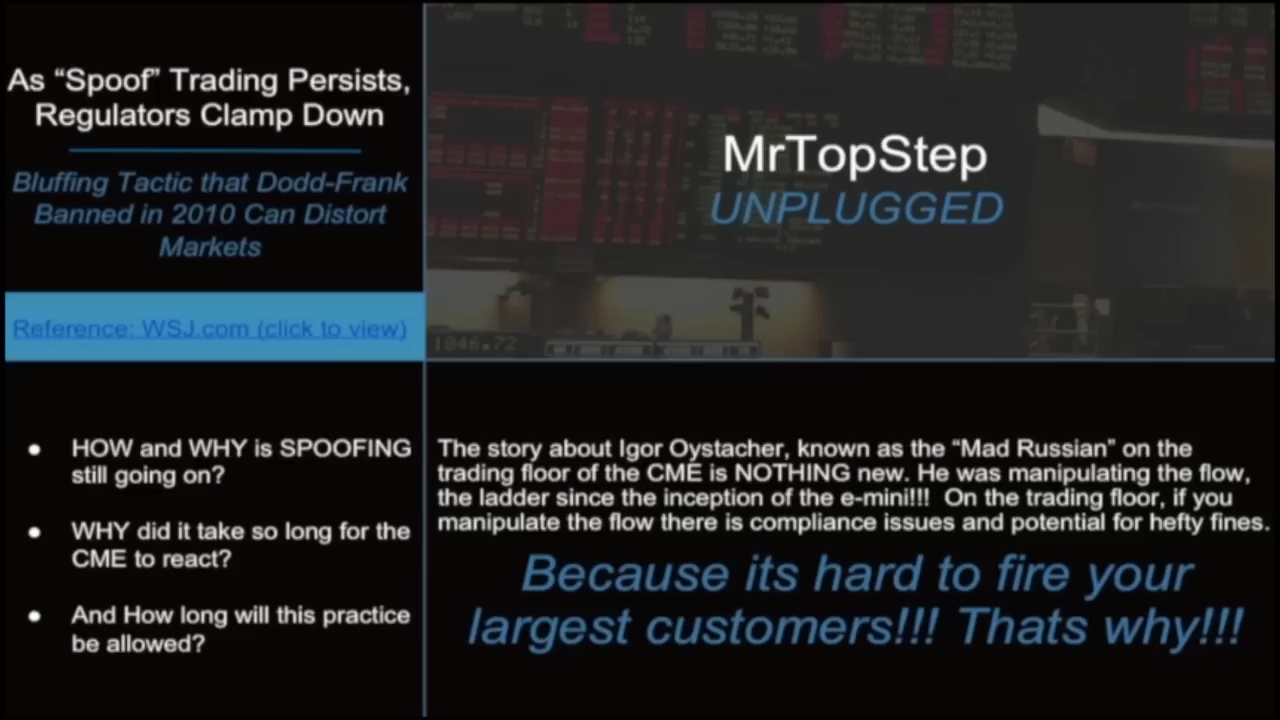 As “Spoof” Trading Persists,
Regulators Clamp Down
Bluffing Tactic that Dodd-Frank
Banned in 2010 Can Distort
Markets
Reference: WSJ.com (click to view)
MrTopStep
UNPLUGGED
1046.72
● HOW and WHY is SPOOFING
still going on?
● WHY did it take so long for the
CME to react?
● And How long will this practice
be allowed?
The story about Igor Oystacher, known as the “Mad Russian” on the
trading floor of the CME is NOTHING new. He was manipulating the flow,
the ladder since the inception of the e-mini!!!  On the trading floor, if you
manipulate the flow there is compliance issues and potential for hefty fines.
Because its hard to fire your
largest customers!!! Thats why!!!